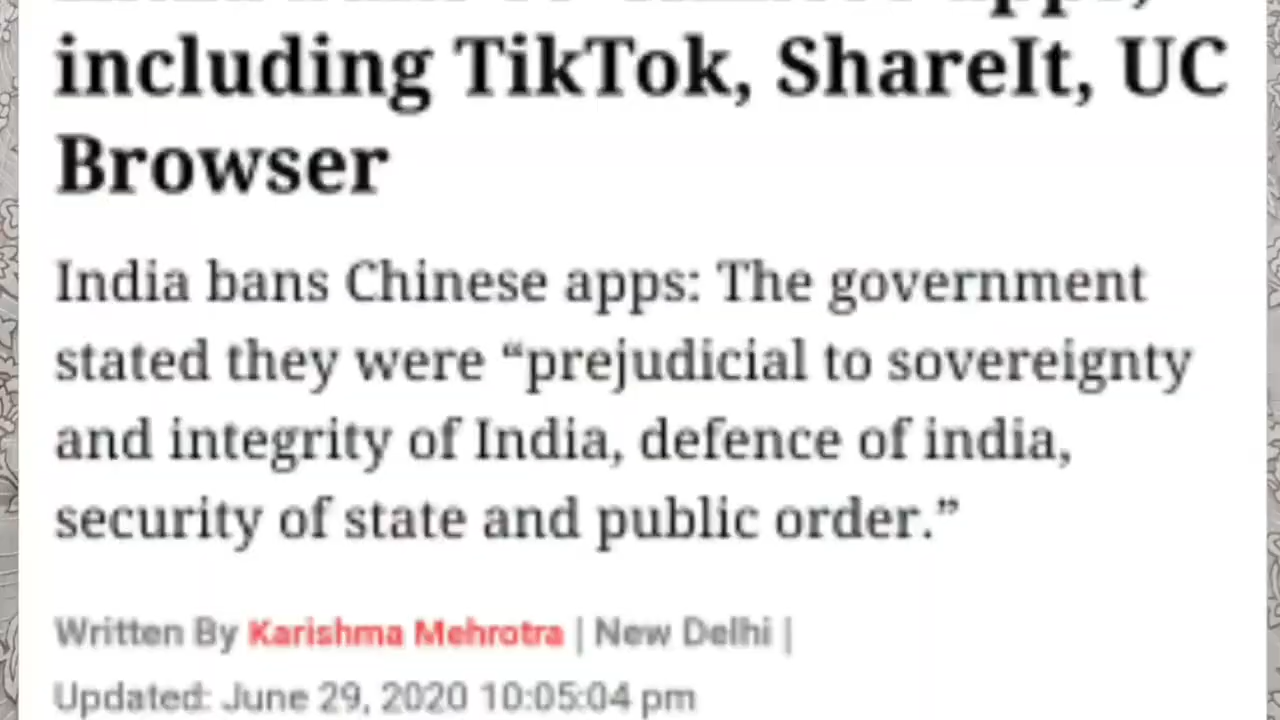 apps,
including TikTok, ShareIt, UC
Browser
India bans Chinese apps: The government
stated they were “prejudicial to sovereignty
and integrity of India, defence of india,
security of state and public order.”
Written By Karishma Mehrotra | New Delhi |
Updated: June 29, 2020 10:05:04 pm